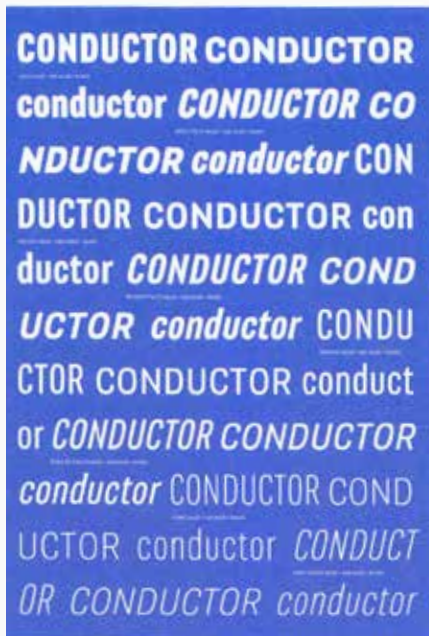 CONDUCTOR CONDUCTOR
conductor CONDUCTOR CO
NDUCTOR conductor CON
DUCTOR CONDUCTOR con
ductor CONDUCTOR COND
UCTOR conductor CONDU
CTOR CONDUCTOR conduct
or CONDUCTOR CONDUCTOR
conductor CONDUCTOR COND
UCTOR conductor CONDUCT
OR CONDUCTOR conductor